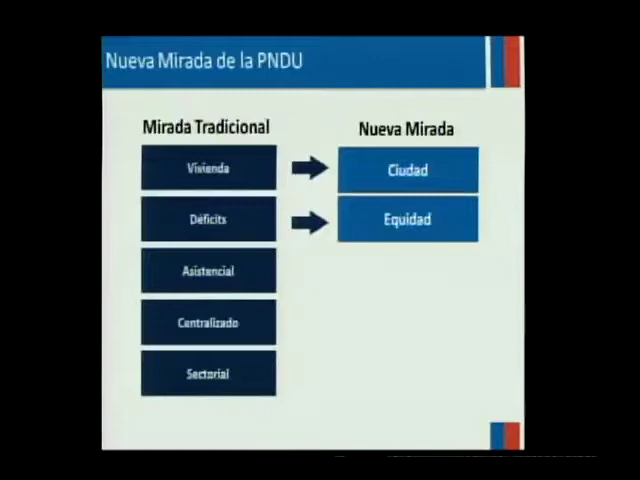 Nueva Mirada de la PNDU
Mirada Tradicional
Nueva Mirada
Vivienda
Ciudad
Déficits
Equidad
Asistencial
Centralizado
Sectorial